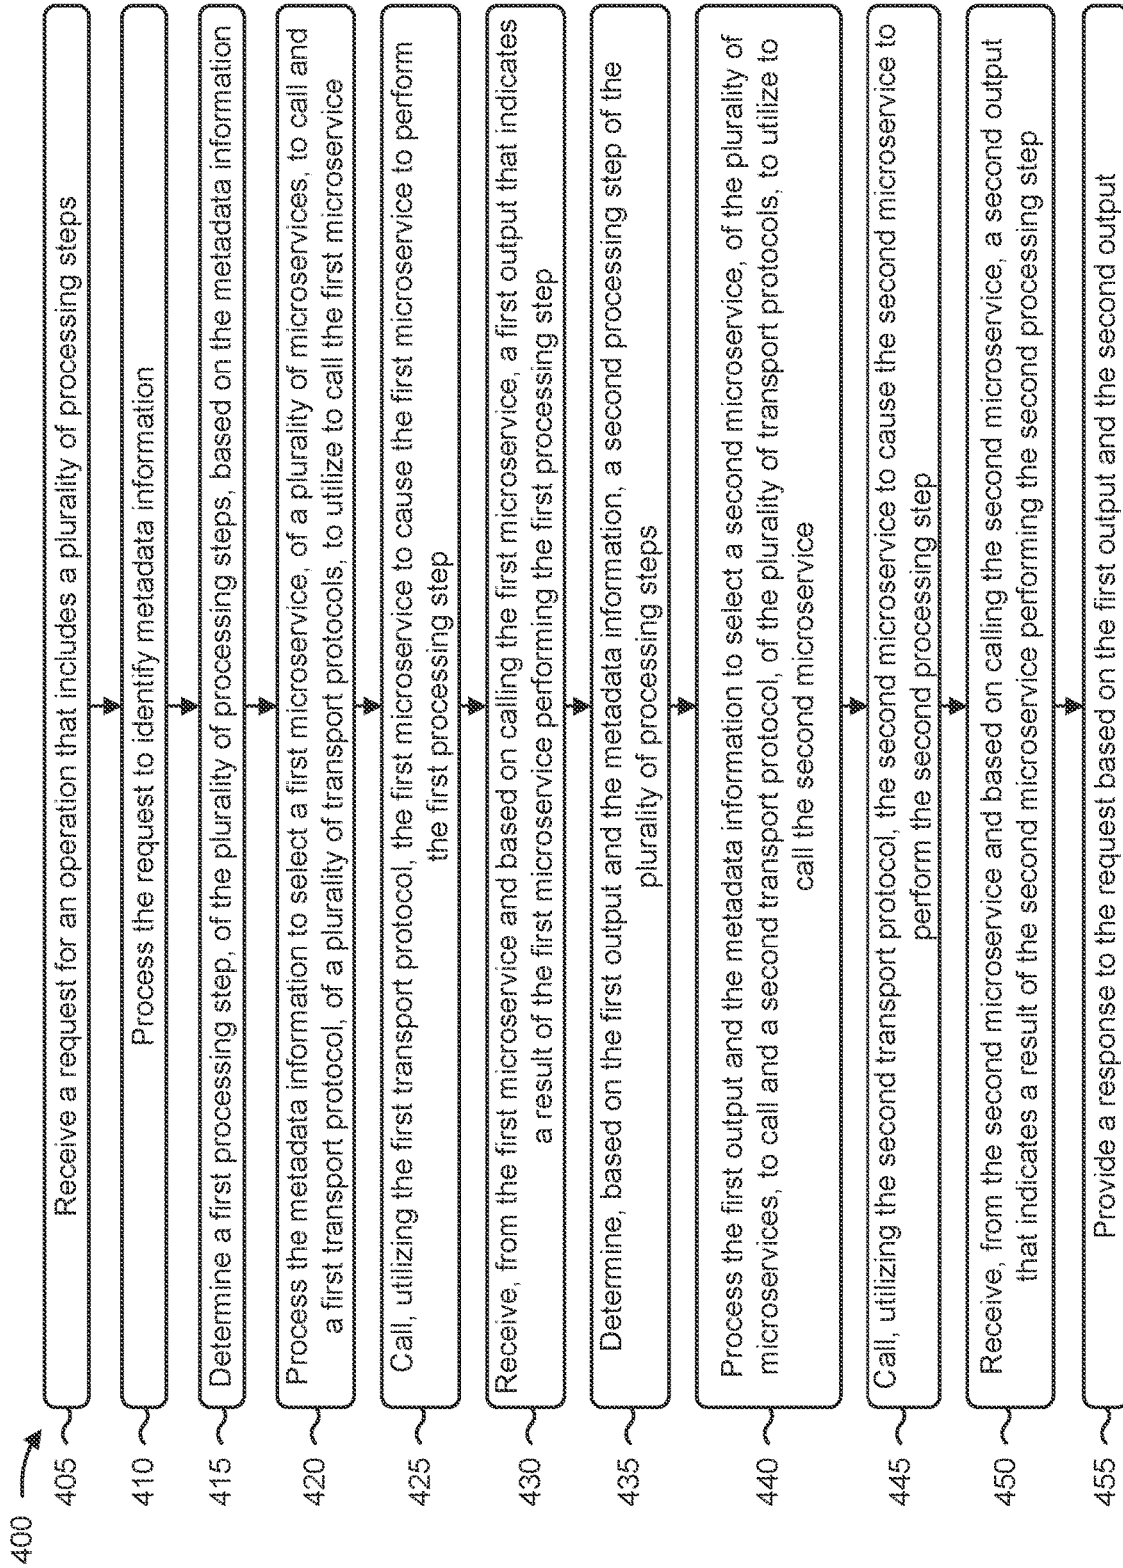 400
405
Receive a request for an operation that includes a plurality of processing steps
410
Process the request to identify metadata information
415
Determine a first processing step, of the plurality of processing steps, based on the metadata information
420
Process the metadata information to select a first microservice, of a plurality of microservices, to call and
a first transport protocol, of a plurality of transport protocols, to utilize to call the first microservice
425
Call, utilizing the first transport protocol, the first microservice to cause the first microservice to perform
the first processing step
430
Receive, from the first microservice and based on calling the first microservice, a first output that indicates
a result of the first microservice performing the first processing step
435
Determine, based on the first output and the metadata information, a second processing step of the
plurality of processing steps
440
Process the first output and the metadata information to select a second microservice, of the plurality of
microservices, to call and a second transport protocol, of the plurality of transport protocols, to utilize to
call the second microservice
445
Call, utilizing the second transport protocol, the second microservice to cause the second microservice to
perform the second processing step
450
Receive, from the second microservice and based on calling the second microservice, a second output
that indicates a result of the second microservice performing the second processing step
455
Provide a response to the request based on the first output and the second output